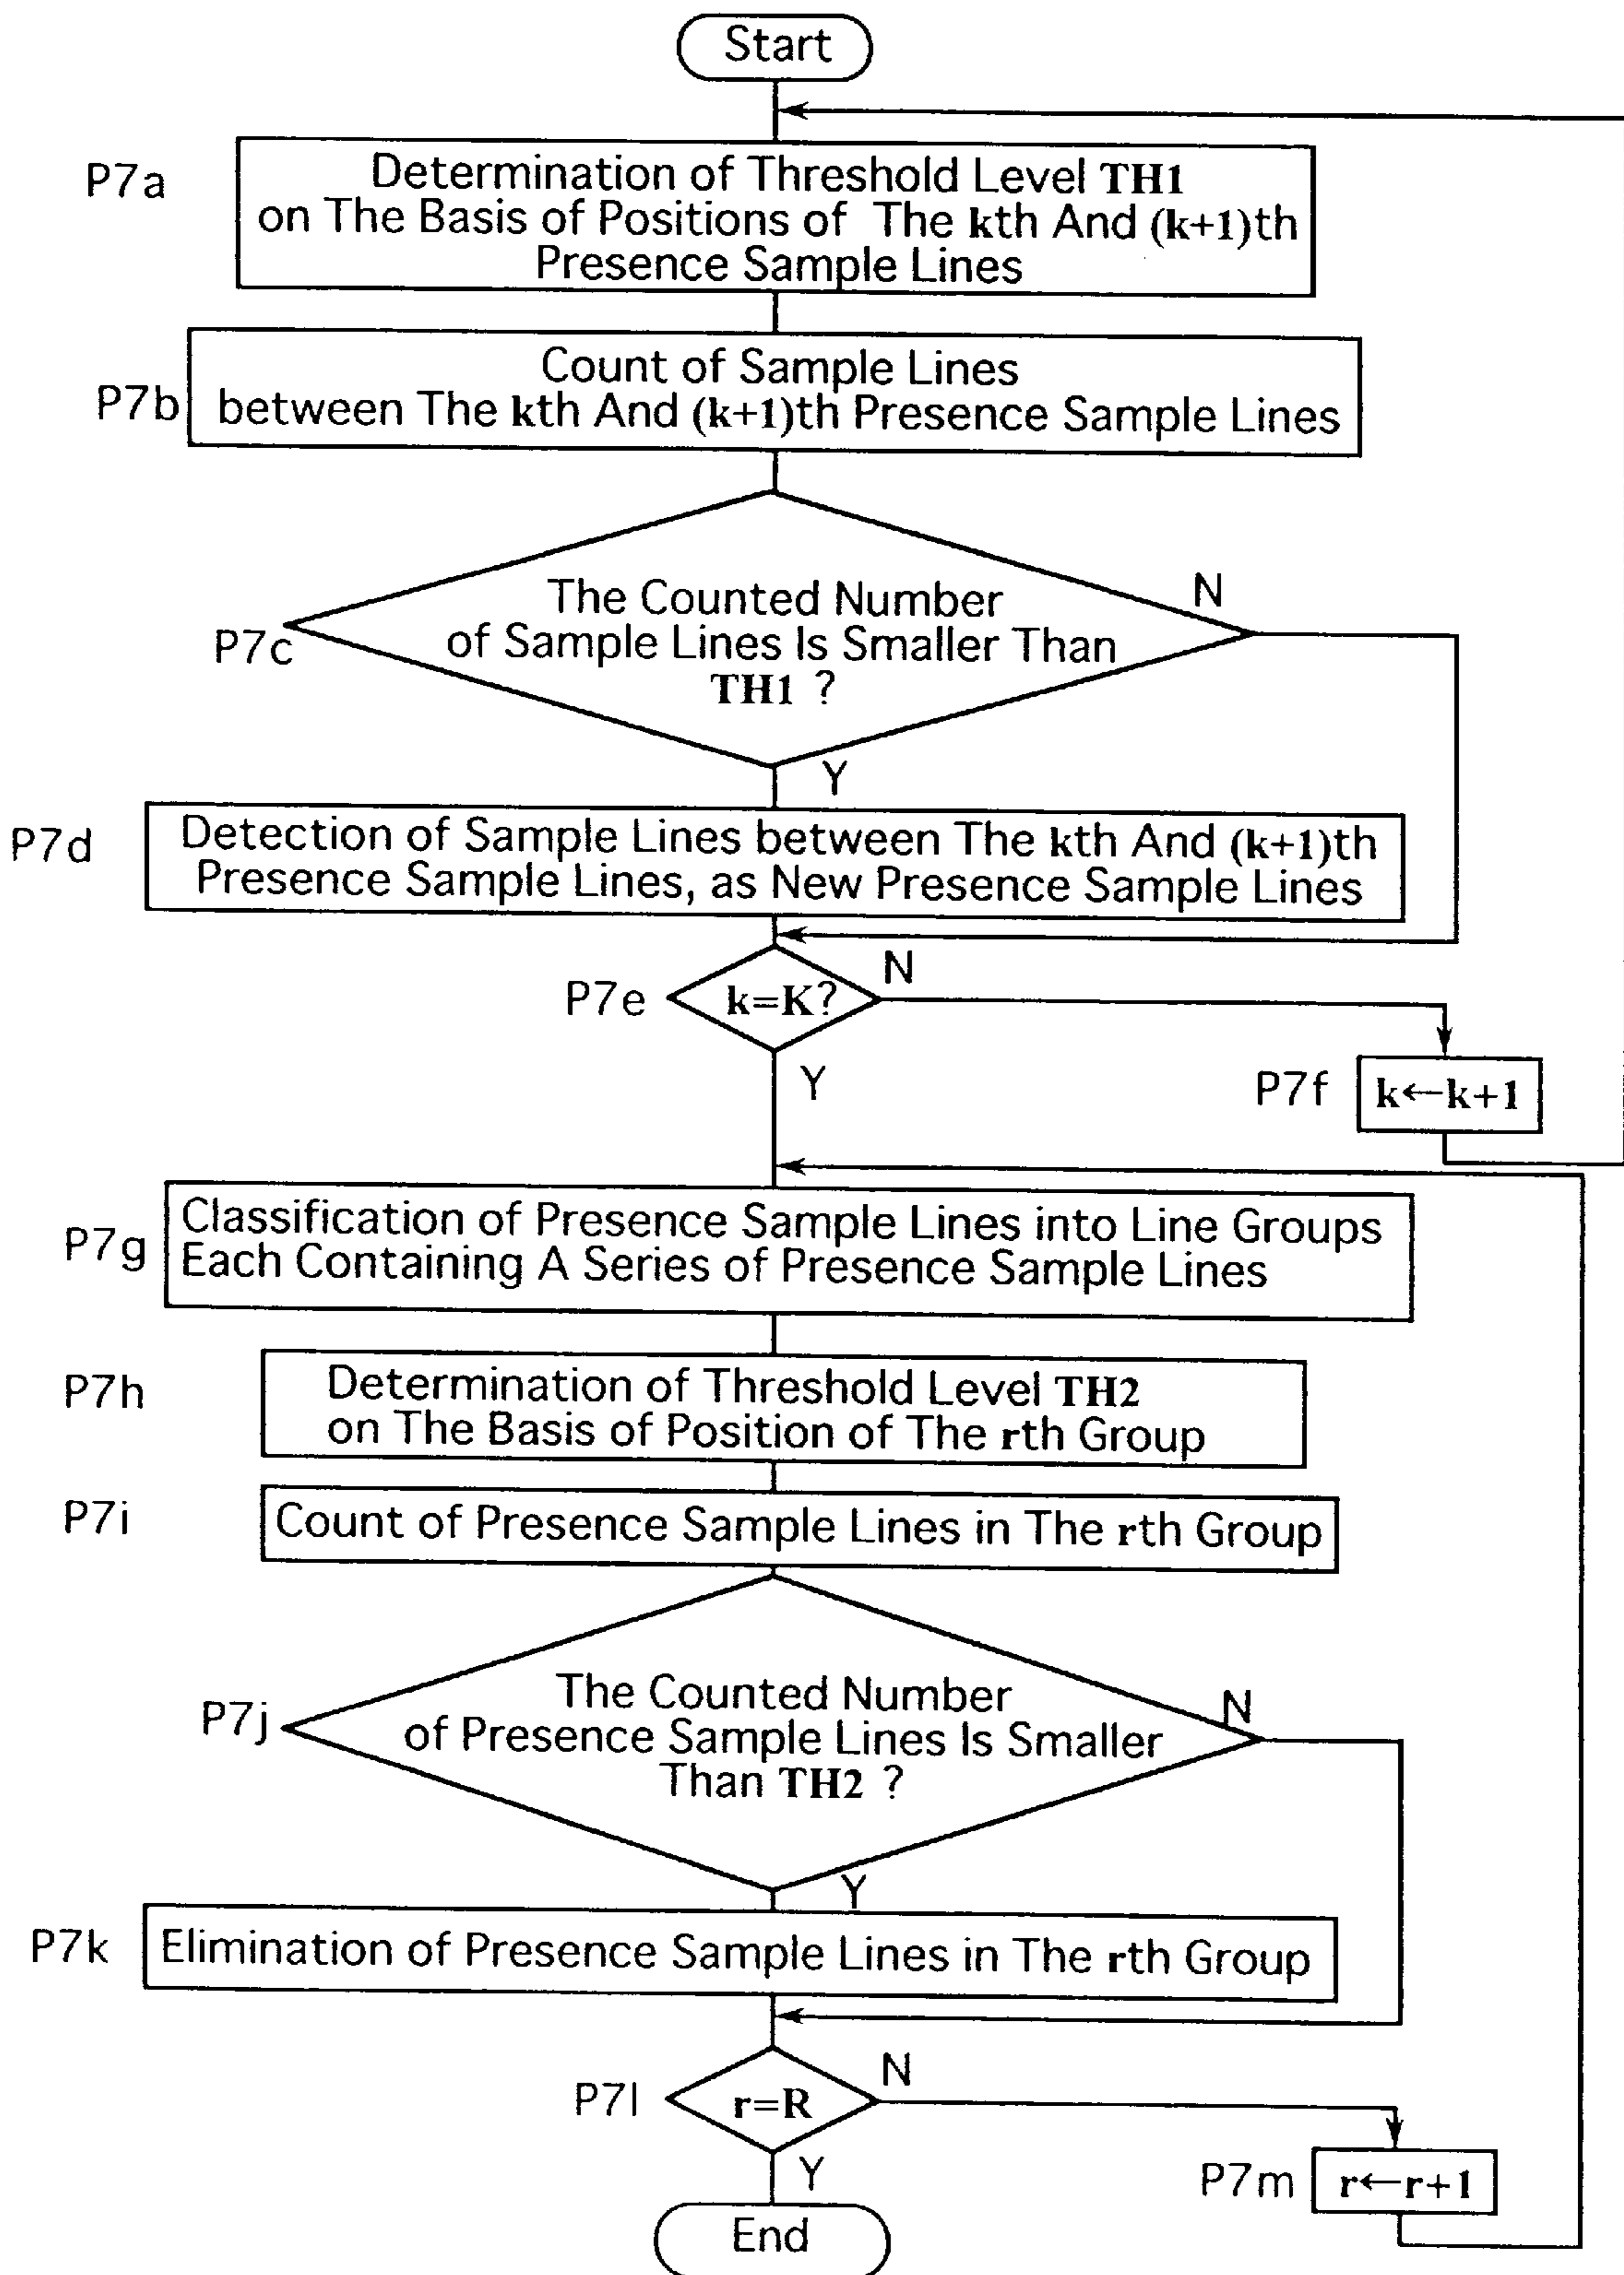 Start
P7a
Determination of Threshold Level TH1
on The Basis of Positions of The kth And (k+1)th
Presence Sample Lines
P7b
Count of Sample Lines
between The kth And (k+1)th Presence Sample Lines
P7c
The Counted Number
of Sample Lines Is Smaller Than
TH1 ?
N
Y
P7d
Detection of Sample Lines between The kth And (k+1)th
Presence Sample Lines, as New Presence Sample Lines
P7e
k=K?
N
Y
P7f
k←k+1
P7g
Classification of Presence Sample Lines into Line Groups
Each Containing A Series of Presence Sample Lines
P7h
Determination of Threshold Level TH2
on The Basis of Position of The rth Group
P7i
Count of Presence Sample Lines in The rth Group
P7j
The Counted Number
of Presence Sample Lines Is Smaller
Than TH2 ?
N
Y
P7k
Elimination of Presence Sample Lines in The rth Group
P7l
r=R
N
Y
P7m
r←r+1
End